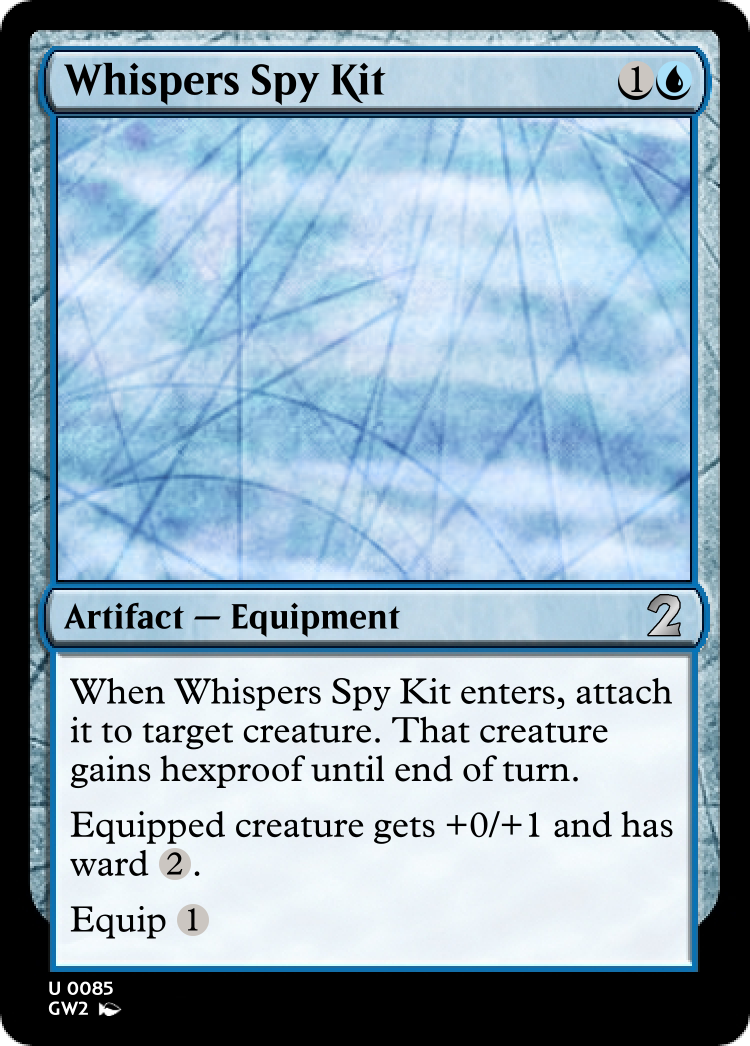 Whispers Spy Kit 1
Artifact — Equipment 2
When Whispers Spy Kit enters, attach
it to target creature. That creature
gains hexproof until end of turn.
Equipped creature gets +0/+1 and has
ward 2.
Equip 1
U 0085
GW2